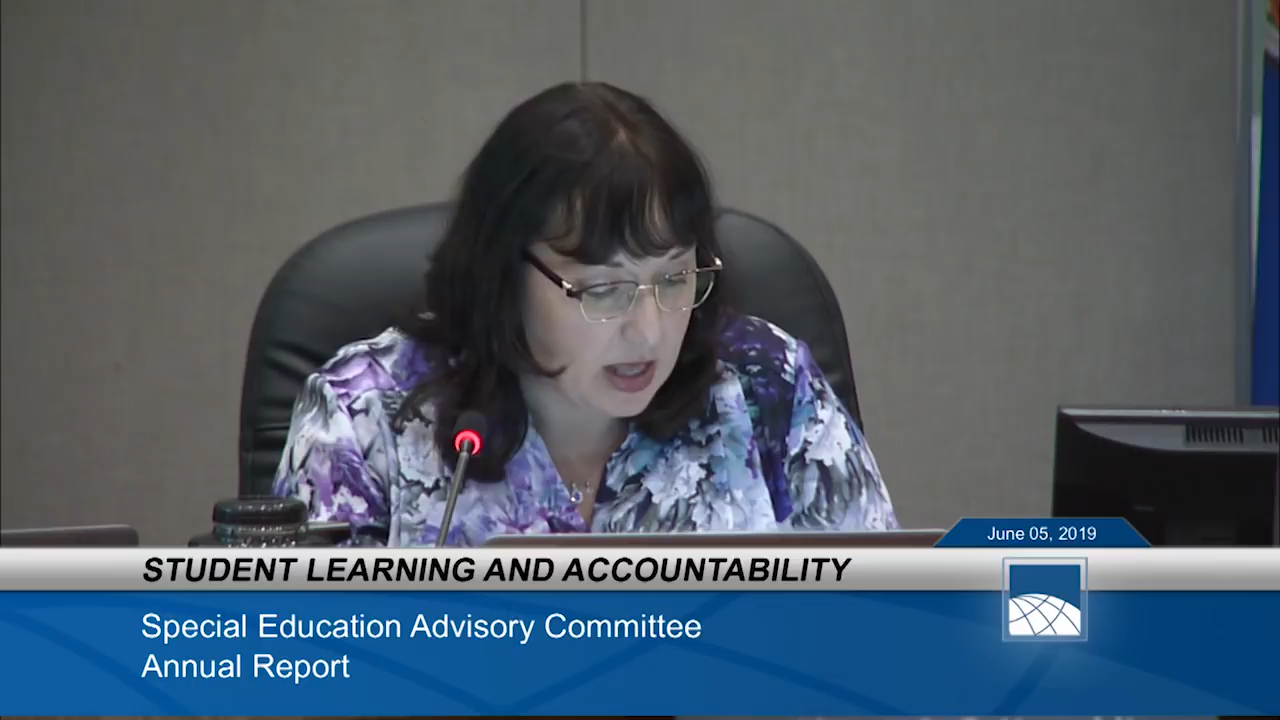 June 05, 2019
STUDENT LEARNING AND ACCOUNTABILITY
Special Education Advisory Committee
Annual Report